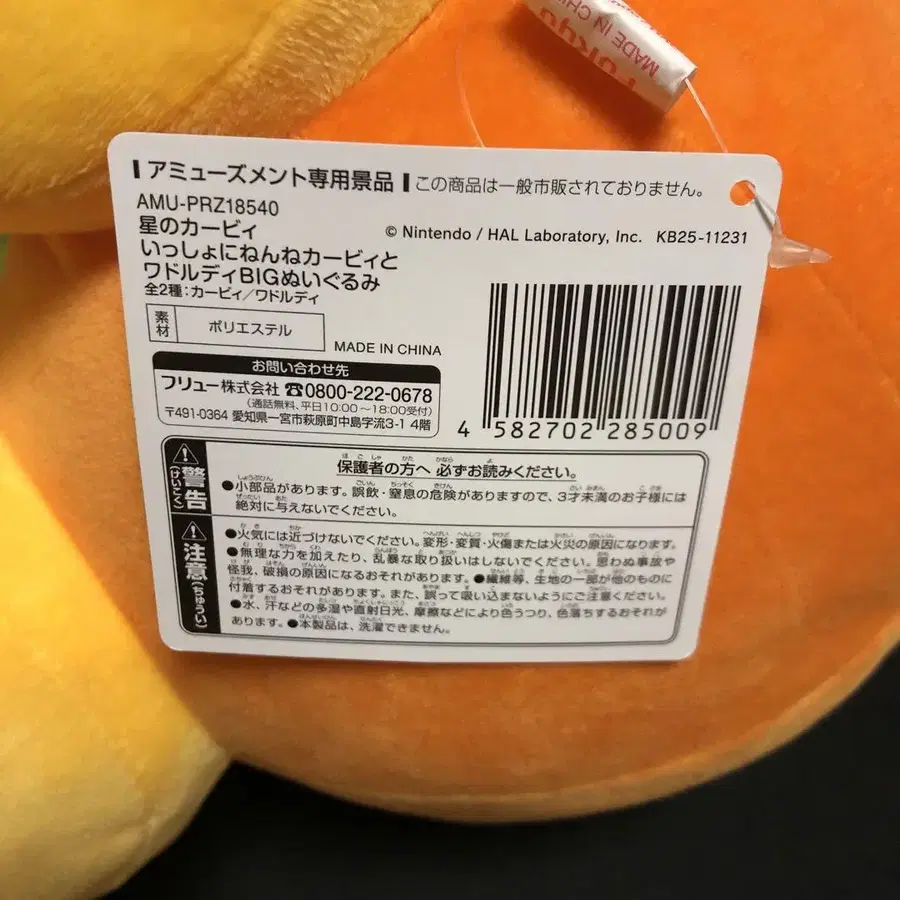 MADE IN CHI
FuRyu
アミューズメント専用景品 この商品は一般市販されておりません。
AMU-PRZ18540
星のカービィ
© Nintendo / HAL Laboratory, Inc. KB25-11231
いっしょにねんねカービィと
ワドルディBIGぬいぐるみ
全2種:カービィ/ワドルディ
素材 ポリエステル
MADE IN CHINA
お問い合わせ先
フリュー株式会社 ☎0800-222-0678
(通話無料、平日10:00~18:00受付)
〒491-0364 愛知県一宮市萩原町中島字流3-1 4階
4 582702 285009
警告(けいこく)
保護者の方へ 必ずお読みください。
●小部品があります。誤飲・窒息の危険がありますので、3才未満のお子様には
絶対に与えないでください。
注意(ちゅうい)
●火気には近づけないでください。変形・変質・火傷または火災の原因になります。
●無理な力を加えたり、乱暴な取り扱いはしないでください。思わぬ事故や
怪我、破損の原因になるおそれがあります。●繊維等、生地の一部が他のものに
付着するおそれがあります。また、誤って吸い込まないようにご注意ください。
●水、汗などの多湿や直射日光、摩擦などにより色うつり、色落ちするおそれが
あります。●本製品は、洗濯できません。